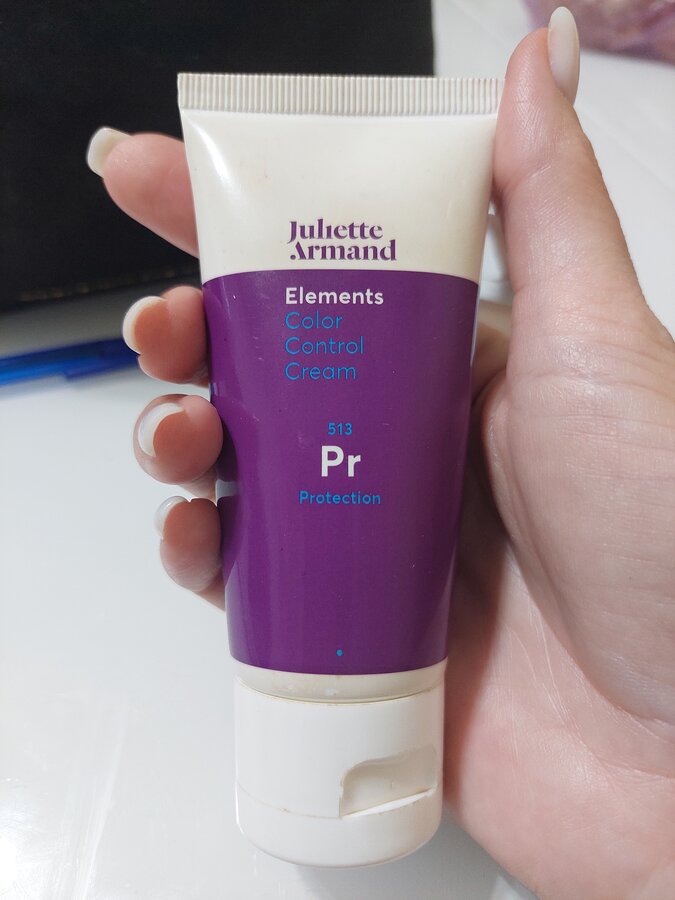 Juliette
Armand
Elements
Color
Control
Cream
513
Pr
Protection